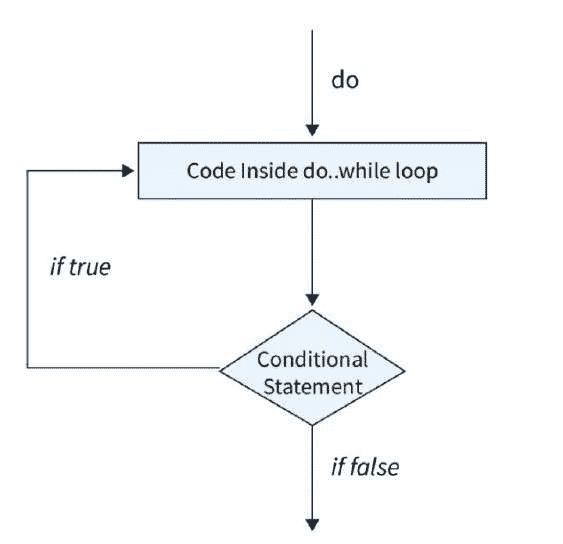 do
Code Inside do..while loop
if true
Conditional
Statement
if false